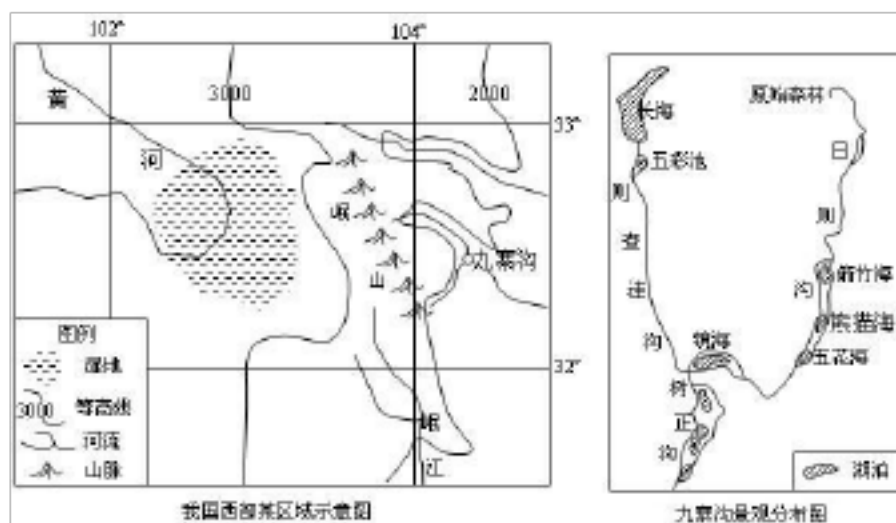 102° 104°
黄
3000
2000
33°
河
岷
九寨沟
山
图例
湿地
3000 等高线
河流
山脉
32°
岷
江
我国西部某区域示意图
长海
原始森林
五彩池
日
则
则
查
洼
沟
沟
箭竹海
熊猫海
镜海
五花海
树
正
沟
湖泊
九寨沟景观分布图